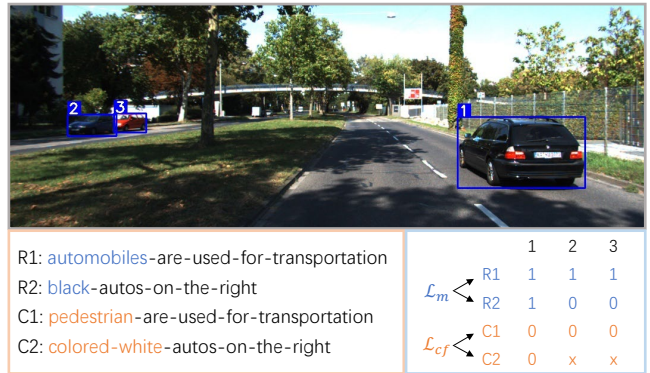 2 3
1
R1: automobiles-are-used-for-transportation
R2: black-autos-on-the-right
C1: pedestrian-are-used-for-transportation
C2: colored-white-autos-on-the-right
1 2 3
ℒm R1 1 1 1
R2 1 0 0
ℒcf C1 0 0 0
C2 0 x x